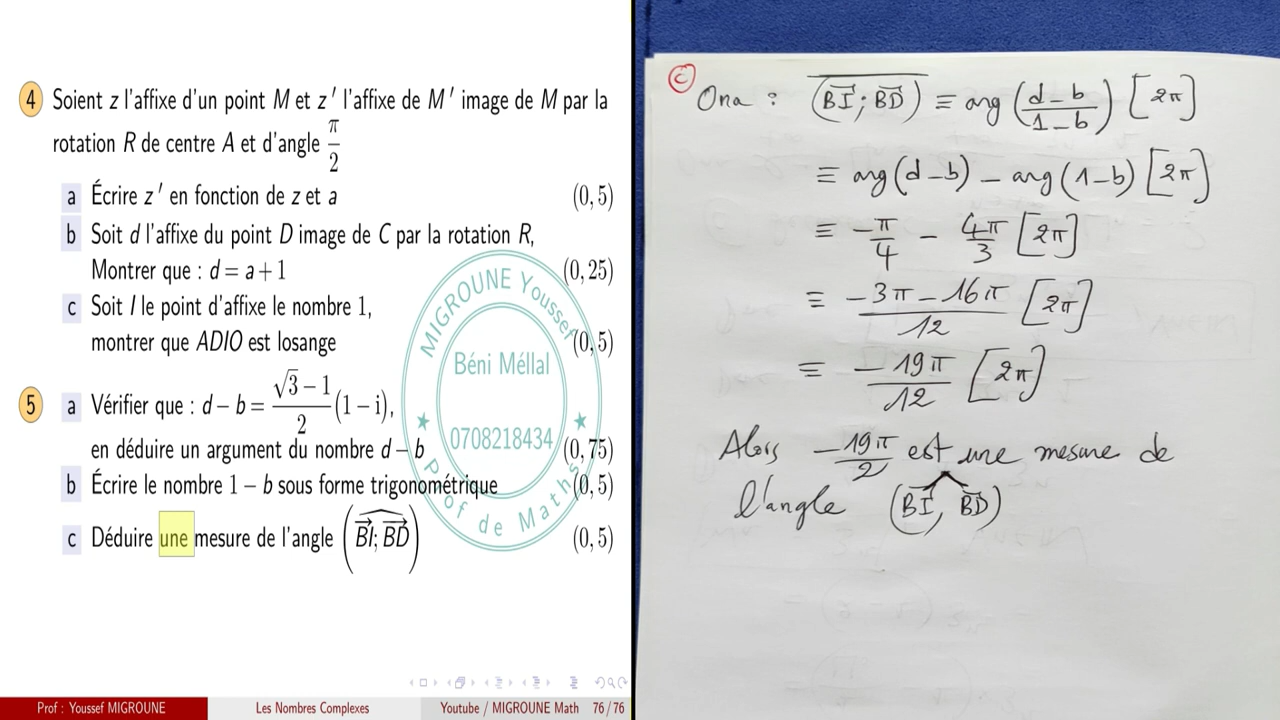 4 Soient z l'affixe d'un point M et z' l'affixe de M' image de M par la
rotation R de centre A et d'angle π/2
a Écrire z' en fonction de z et a (0,5)
b Soit d l'affixe du point D image de C par la rotation R,
Montrer que : d = a + 1 (0,25)
c Soit I le point d'affixe le nombre 1,
montrer que ADIO est losange (0,5)
5 a Vérifier que : d − b = (√3 − 1)/2 (1 − i),
en déduire un argument du nombre d − b (0,75)
b Écrire le nombre 1 − b sous forme trigonométrique (0,5)
c Déduire une mesure de l'angle (BI; BD) (0,5)
MIGROUNE Youssef
Béni Méllal
0708218434
Prof de Maths
Prof : Youssef MIGROUNE Les Nombres Complexes Youtube / MIGROUNE Math 76/76
c Ona : (BI; BD) ≡ arg (d − b / 1 − b) [2π]
≡ arg(d − b) − arg(1 − b) [2π]
≡ −π/4 − 4π/3 [2π]
≡ −3π − 16π / 12 [2π]
≡ −19π / 12 [2π]
Alors −19π/2 est une mesure de
l'angle (BI, BD)